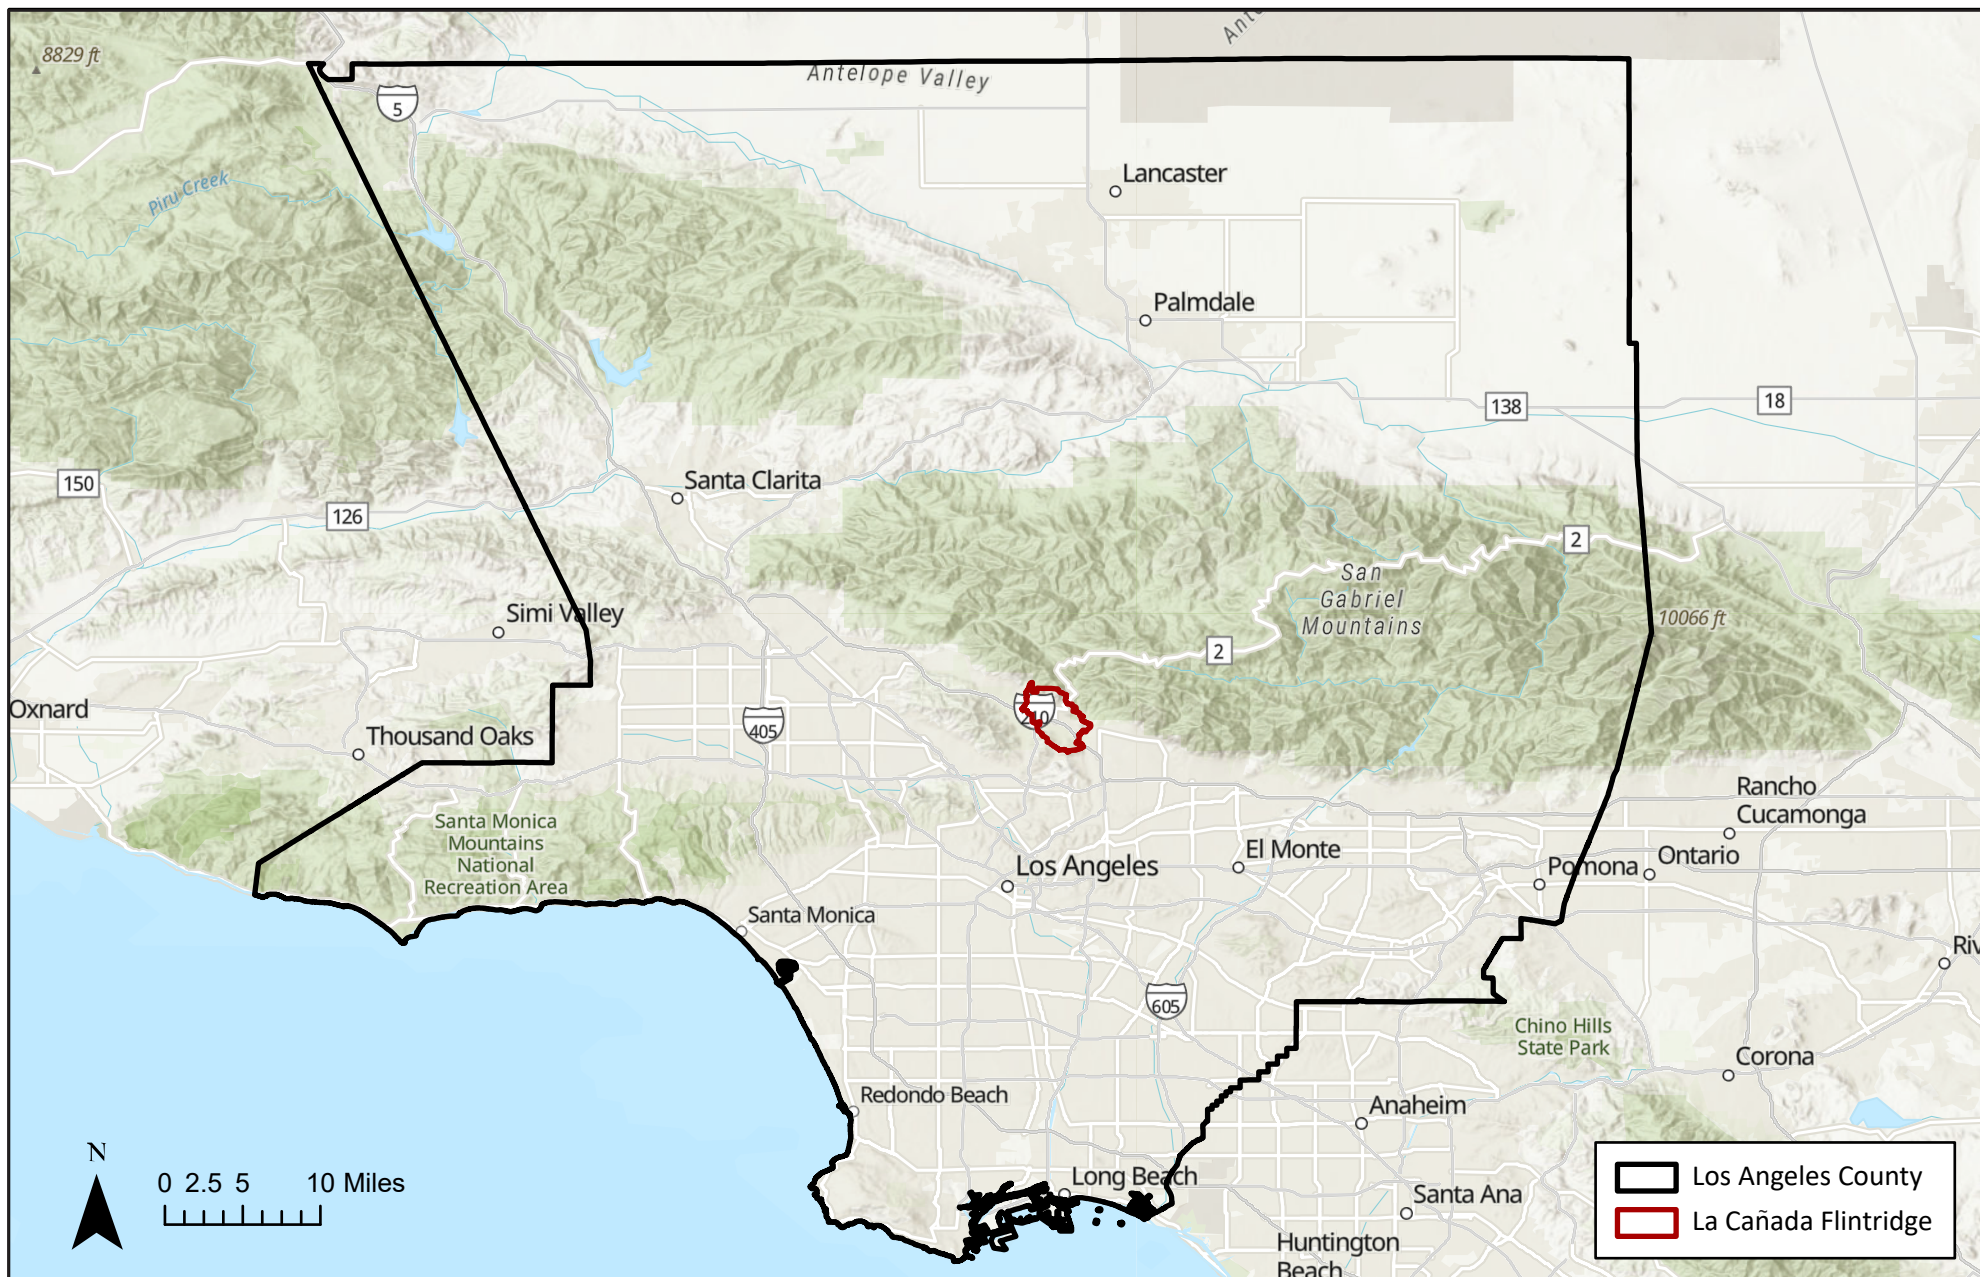 8829 ft
5
Antelope Valley
Lancaster
Piru Creek
Palmdale
138
18
150
Santa Clarita
126
2
San
Gabriel
Mountains
10066 ft
Simi Valley
2
Oxnard
Thousand Oaks
405
210
Rancho
Cucamonga
Santa Monica
Mountains
National
Recreation Area
Los Angeles
El Monte
Pomona
Ontario
Santa Monica
605
Chino Hills
State Park
Corona
Redondo Beach
Anaheim
Long Beach
Santa Ana
Huntington
Beach
N
0 2.5 5 10 Miles
Los Angeles County
La Cañada Flintridge